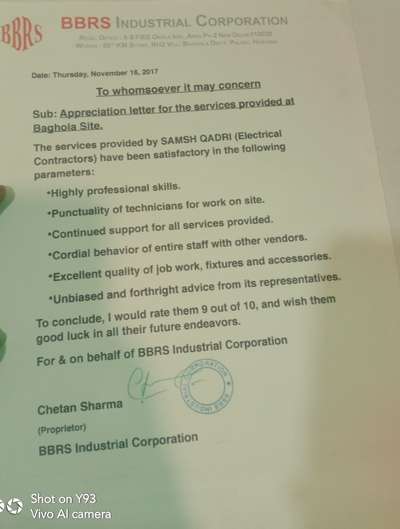 BBRS
BBRS INDUSTRIAL CORPORATION
Date: Thursday, November 16, 2017
To whomsoever it may concern
Sub: Appreciation letter for the services provided at
Baghola Site.
The services provided by SAMSH QADRI (Electrical
Contractors) have been satisfactory in the following
parameters:
•Highly professional skills.
•Punctuality of technicians for work on site.
•Continued support for all services provided.
•Cordial behavior of entire staff with other vendors.
•Excellent quality of job work, fixtures and accessories.
•Unbiased and forthright advice from its representatives.
To conclude, I would rate them 9 out of 10, and wish them
good luck in all their future endeavors.
For & on behalf of BBRS Industrial Corporation
Chetan Sharma
(Proprietor)
BBRS Industrial Corporation
Shot on Y93
Vivo AI camera